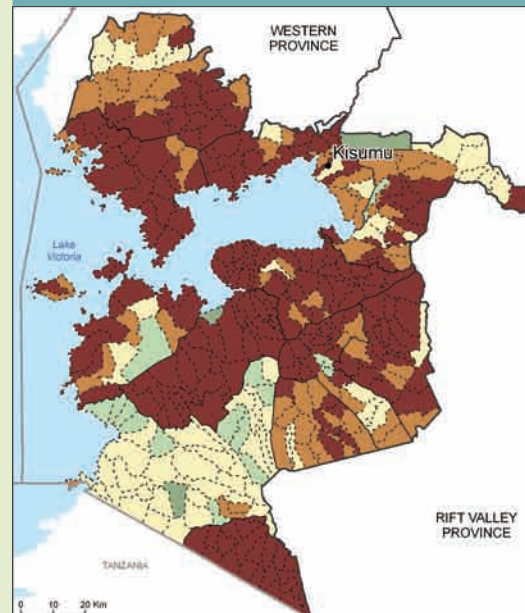 WESTERN
PROVINCE
Kisumu
Lake
Victoria
RIFT VALLEY
PROVINCE
TANZANIA
0 10 20 Km